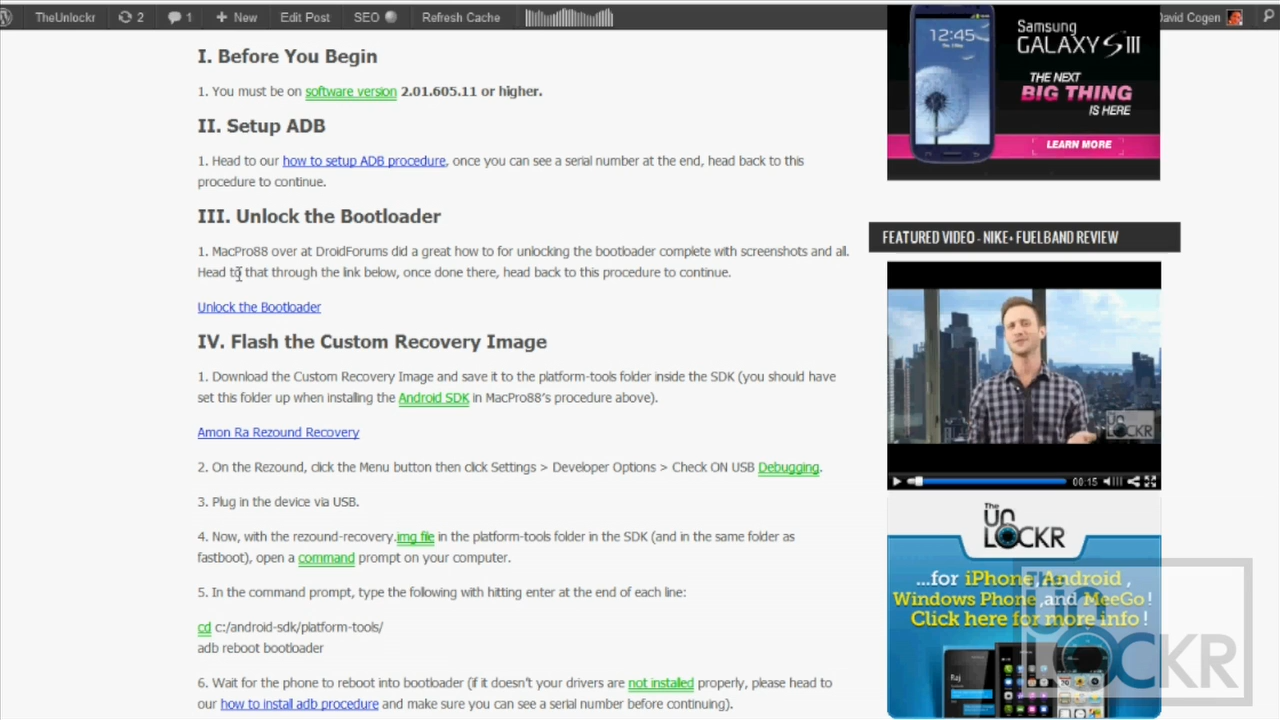 TheUnlockr 2 1 + New Edit Post SEO Refresh Cache David Cogen
I. Before You Begin
1. You must be on software version 2.01.605.11 or higher.
II. Setup ADB
1. Head to our how to setup ADB procedure, once you can see a serial number at the end, head back to this
procedure to continue.
III. Unlock the Bootloader
1. MacPro88 over at DroidForums did a great how to for unlocking the bootloader complete with screenshots and all.
Head to that through the link below, once done there, head back to this procedure to continue.
Unlock the Bootloader
IV. Flash the Custom Recovery Image
1. Download the Custom Recovery Image and save it to the platform-tools folder inside the SDK (you should have
set this folder up when installing the Android SDK in MacPro88's procedure above).
Amon Ra Rezound Recovery
2. On the Rezound, click the Menu button then click Settings > Developer Options > Check ON USB Debugging.
3. Plug in the device via USB.
4. Now, with the rezound-recovery.img file in the platform-tools folder in the SDK (and in the same folder as
fastboot), open a command prompt on your computer.
5. In the command prompt, type the following with hitting enter at the end of each line:
cd c:/android-sdk/platform-tools/
adb reboot bootloader
6. Wait for the phone to reboot into bootloader (if it doesn't your drivers are not installed properly, please head to
our how to install adb procedure and make sure you can see a serial number before continuing).
12:45
Samsung
GALAXY S III
THE NEXT
BIG THING
IS HERE
LEARN MORE
FEATURED VIDEO - NIKE+ FUELBAND REVIEW
UNLOCKR
00:15
The
UNLOCKR
...for iPhone, Android,
Windows Phone, and MeeGo!
Click here for more info!
The
UNLOCKR